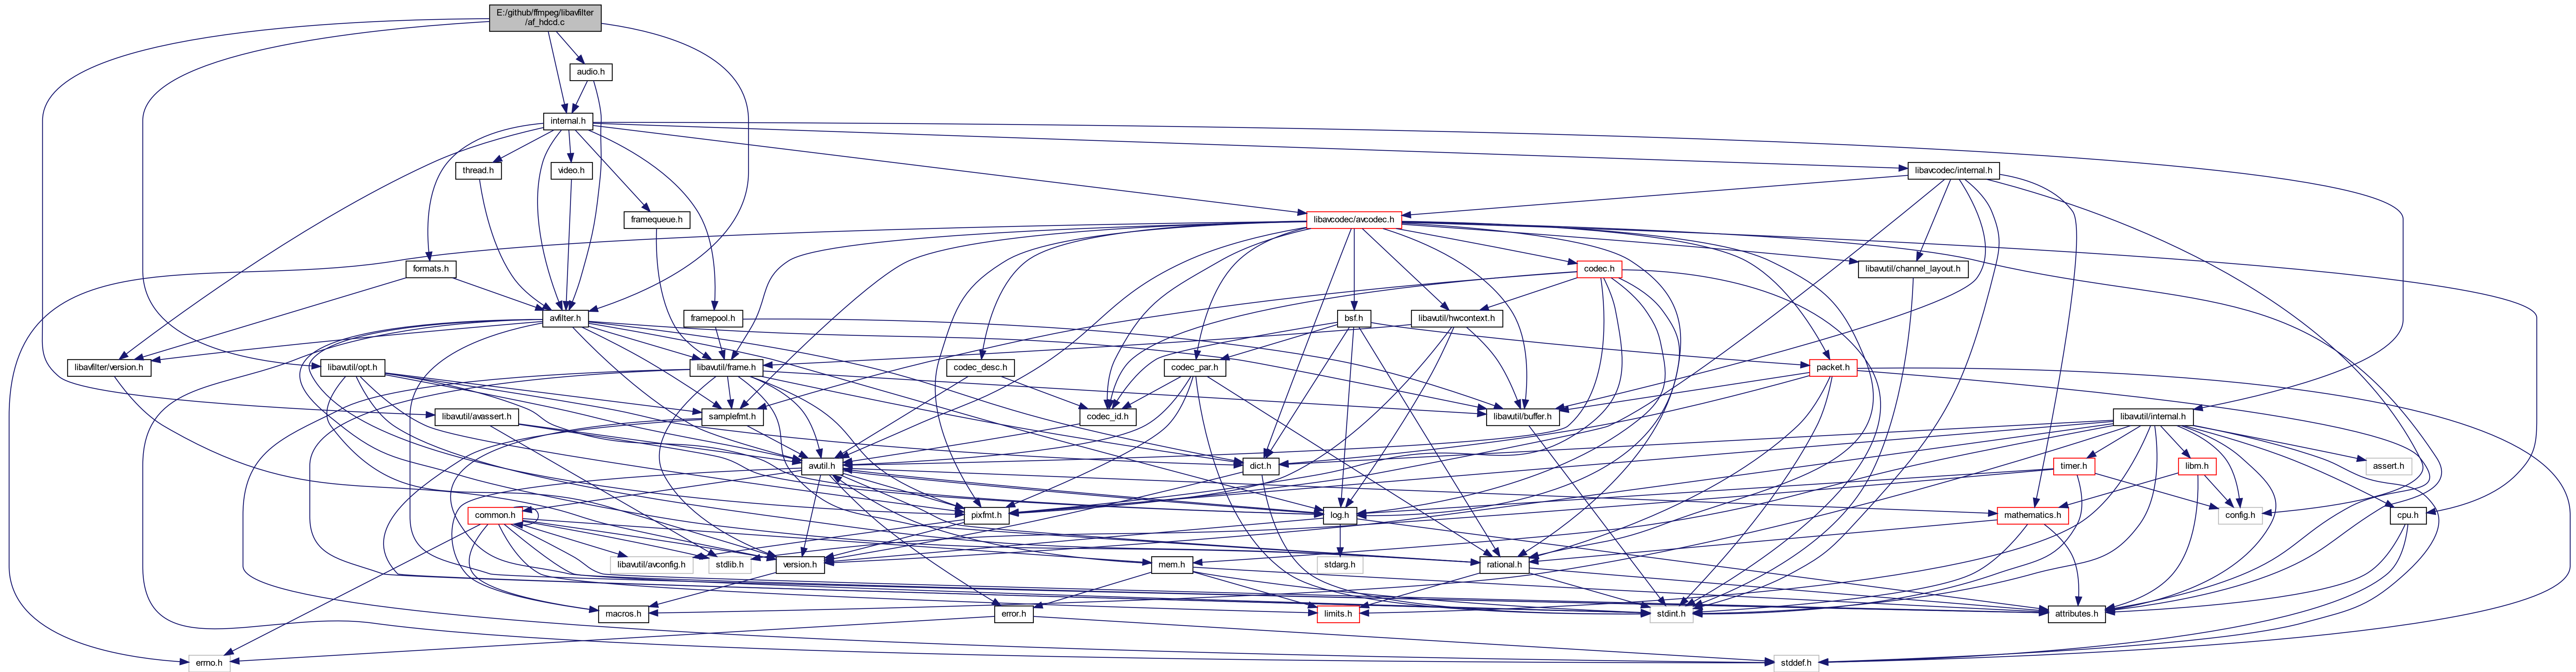 E:/github/ffmpeg/libavfilter
/af_hdcd.c
audio.h
internal.h
thread.h
video.h
libavcodec/internal.h
framequeue.h
libavcodec/avcodec.h
formats.h
codec.h
libavutil/channel_layout.h
avfilter.h
framepool.h
bsf.h
libavutil/hwcontext.h
libavfilter/version.h
libavutil/opt.h
libavutil/frame.h
codec_desc.h
codec_par.h
packet.h
libavutil/avassert.h
samplefmt.h
codec_id.h
libavutil/buffer.h
libavutil/internal.h
avutil.h
dict.h
timer.h
libm.h
assert.h
common.h
pixfmt.h
log.h
mathematics.h
config.h
cpu.h
libavutil/avconfig.h
stdlib.h
version.h
mem.h
stdarg.h
rational.h
macros.h
error.h
limits.h
stdint.h
attributes.h
errno.h
stddef.h